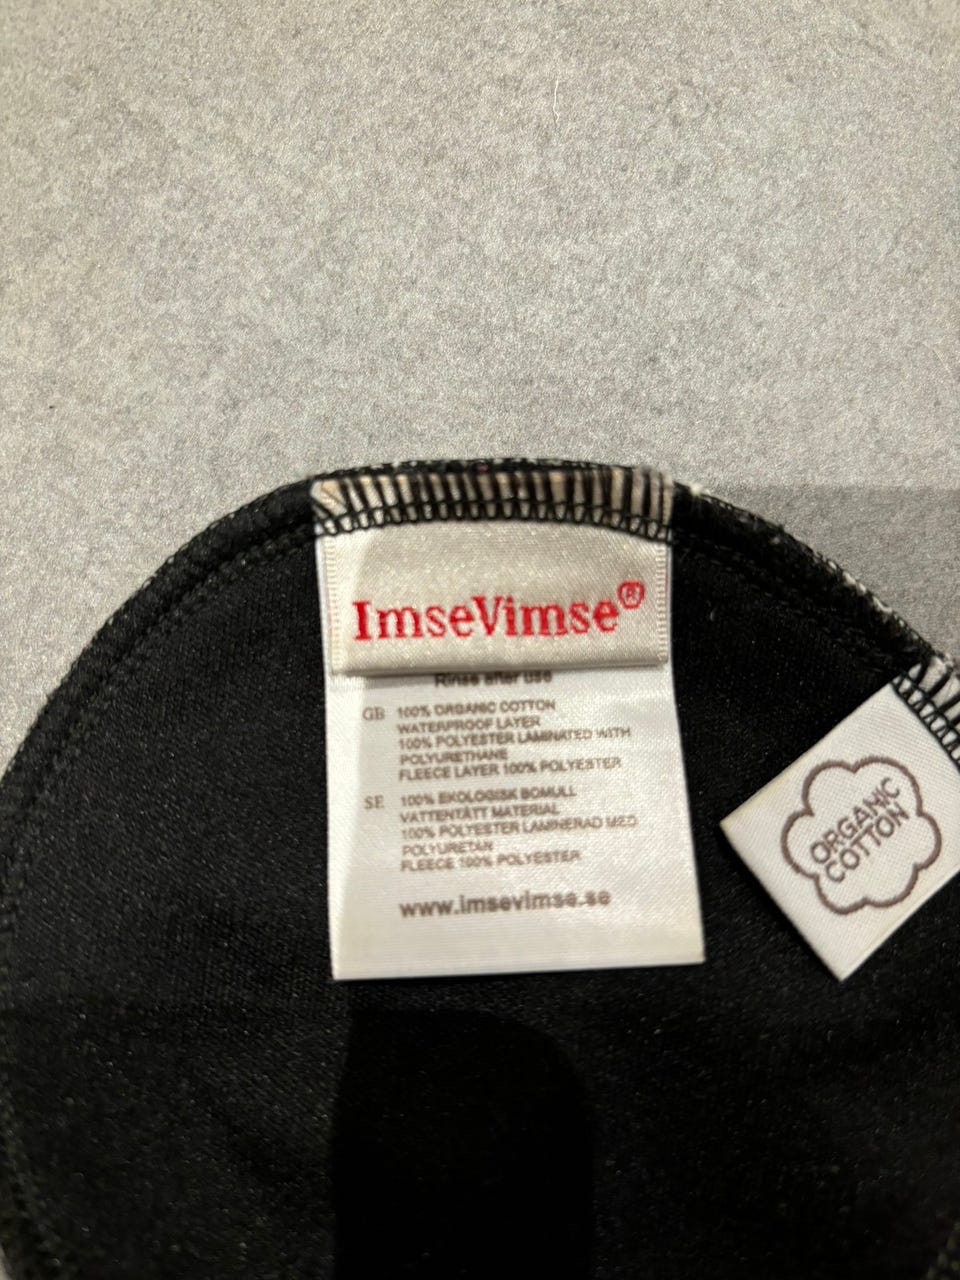 ImseVimse®
Rinse after use
GB 100% ORGANIC COTTON
WATERPROOF LAYER
100% POLYESTER LAMINATED WITH
POLYURETHANE
FLEECE LAYER 100% POLYESTER
SE 100% EKOLOGISK BOMULL
VATTENTÄTT MATERIAL
100% POLYESTER LAMINERAD MED
POLYURETAN
FLEECE 100% POLYESTER
www.imsevimse.se
ORGANIC
COTTON